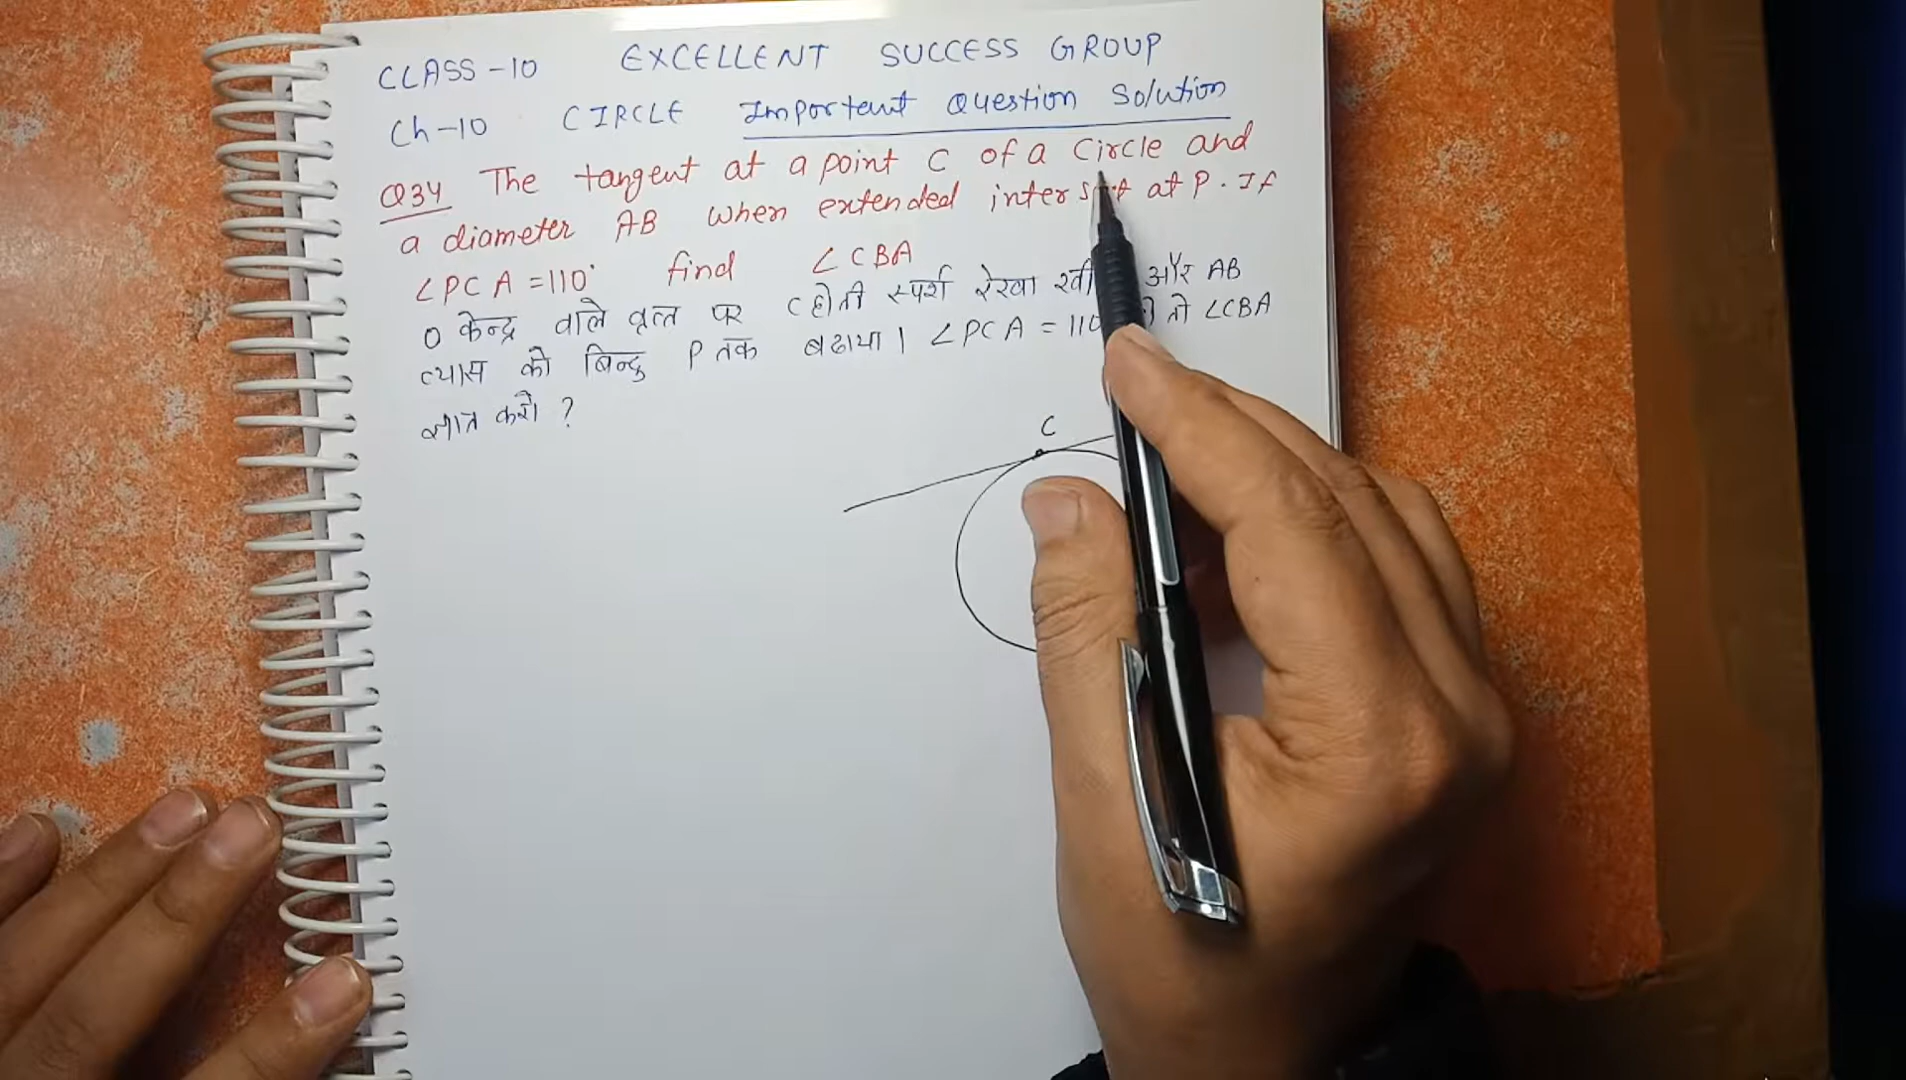 CLASS-10 EXCELLENT SUCCESS GROUP
Ch-10 CIRCLE Important Question Solution
Q34 The tangent at a point C of a Circle and
a diameter AB when extended at P. If
∠PCA = 110° find ∠CBA
O केन्द्र वाले वृत्त पर C होती स्पर्श रेखा और AB
व्यास को बिन्दु P तक बढाया। ∠PCA = 110 तो ∠CBA
ज्ञात करो ?
C